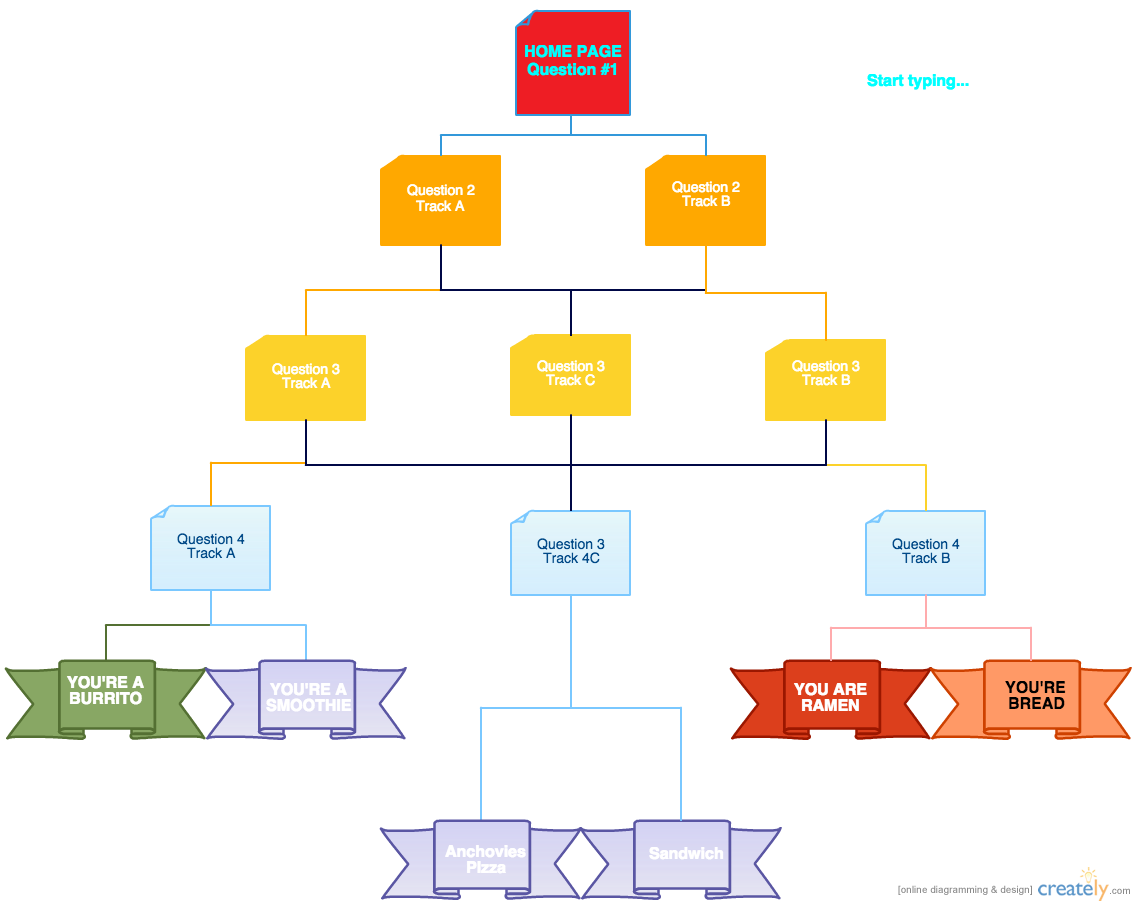 HOME PAGE
Question #1
Start typing...
Question 2
Track A
Question 2
Track B
Question 3
Track A
Question 3
Track C
Question 3
Track B
Question 4
Track A
Question 3
Track 4C
Question 4
Track B
YOU'RE A
BURRITO
YOU'RE A
SMOOTHIE
YOU ARE
RAMEN
YOU'RE
BREAD
Anchovies
PIzza
Sandwich
[online diagramming & design] creately.com